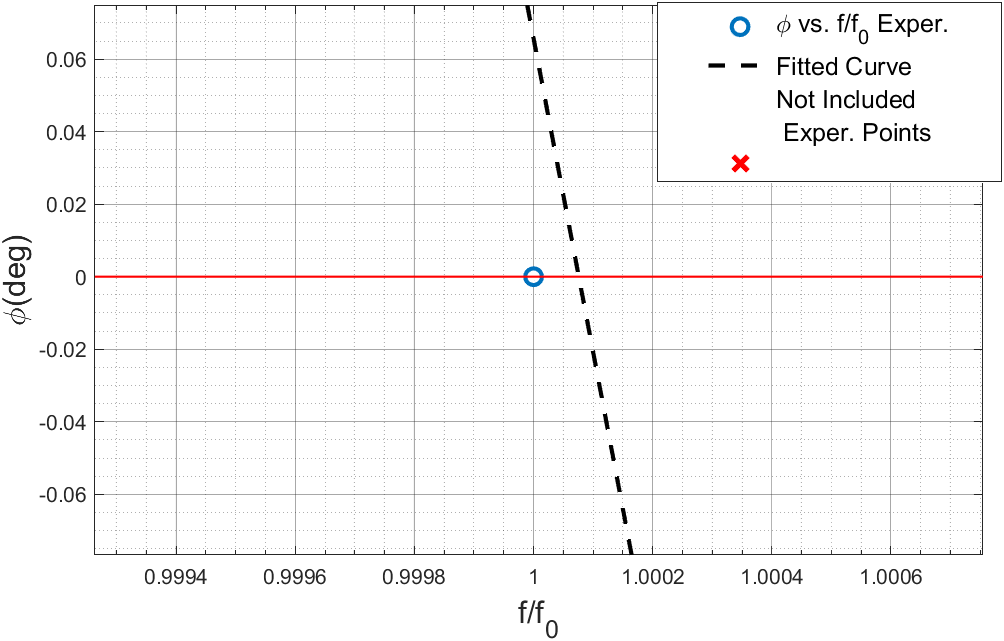 ϕ vs. f/f0 Exper.
Fitted Curve
Not Included
Exper. Points
0.06
0.04
0.02
0
-0.02
-0.04
-0.06
ϕ(deg)
0.9994
0.9996
0.9998
1
1.0002
1.0004
1.0006
f/f0